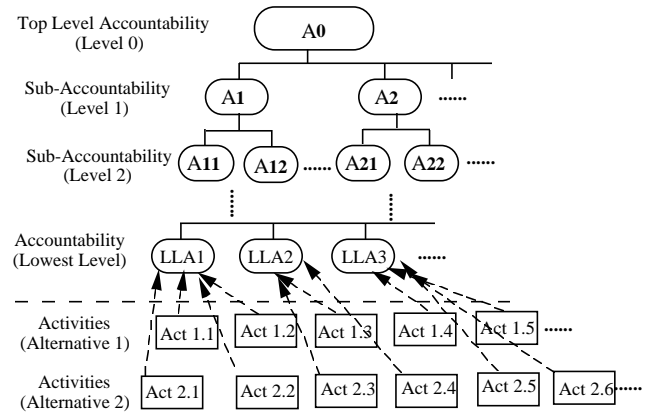 Top Level Accountability
(Level 0)
A0
Sub-Accountability
(Level 1)
A1
A2
......
Sub-Accountability
(Level 2)
A11
A12
......
A21
A22
......
Accountability
(Lowest Level)
LLA1
LLA2
LLA3
......
Activities
(Alternative 1)
Act 1.1
Act 1.2
Act 1.3
Act 1.4
Act 1.5
......
Activities
(Alternative 2)
Act 2.1
Act 2.2
Act 2.3
Act 2.4
Act 2.5
Act 2.6
......